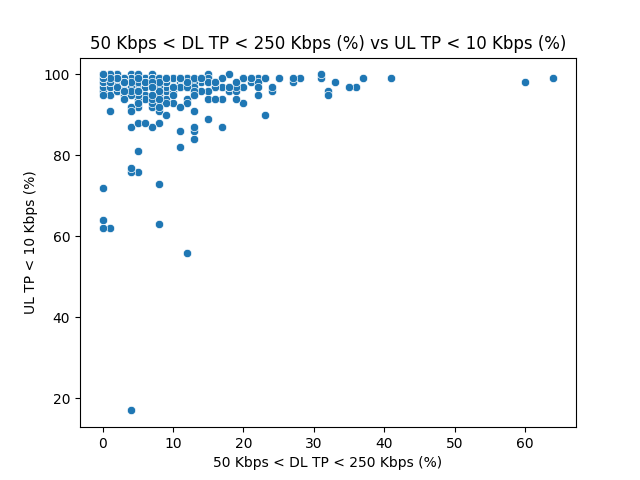 50 Kbps < DL TP < 250 Kbps (%) vs UL TP < 10 Kbps (%)
UL TP < 10 Kbps (%)
100
80
60
40
20
0 10 20 30 40 50 60
50 Kbps < DL TP < 250 Kbps (%)